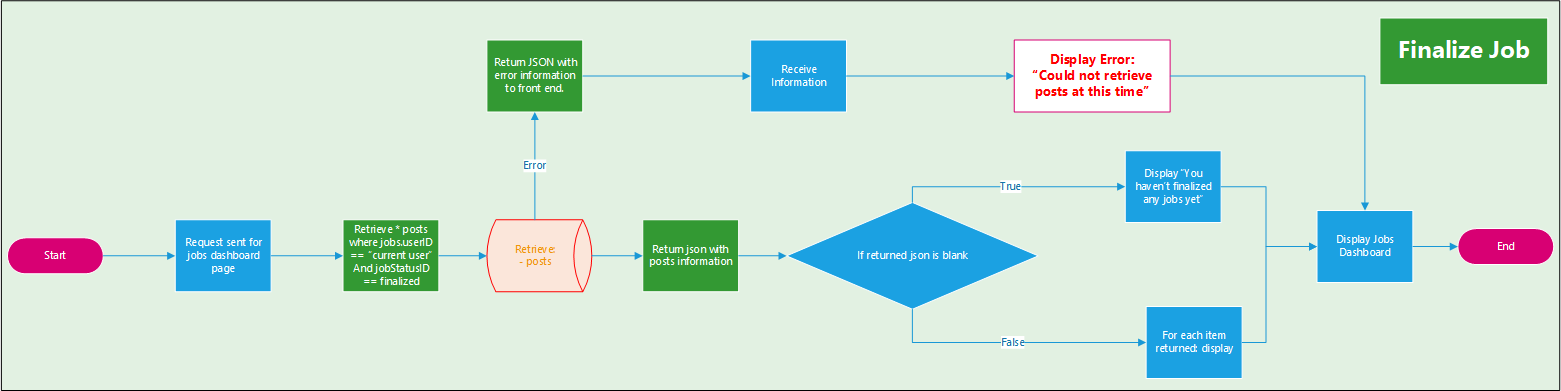 Finalize Job
Return JSON with
error information
to front end.
Receive
Information
Display Error:
“Could not retrieve
posts at this time”
Error
Start
Request sent for
jobs dashboard
page
Retrieve * posts
where jobs.userID
== “current user”
And jobStatusID
== finalized
Retrieve:
- posts
Return json with
posts information
If returned json is blank
True
Display “You
haven’t finalized
any jobs yet”
False
For each item
returned: display
Display Jobs
Dashboard
End